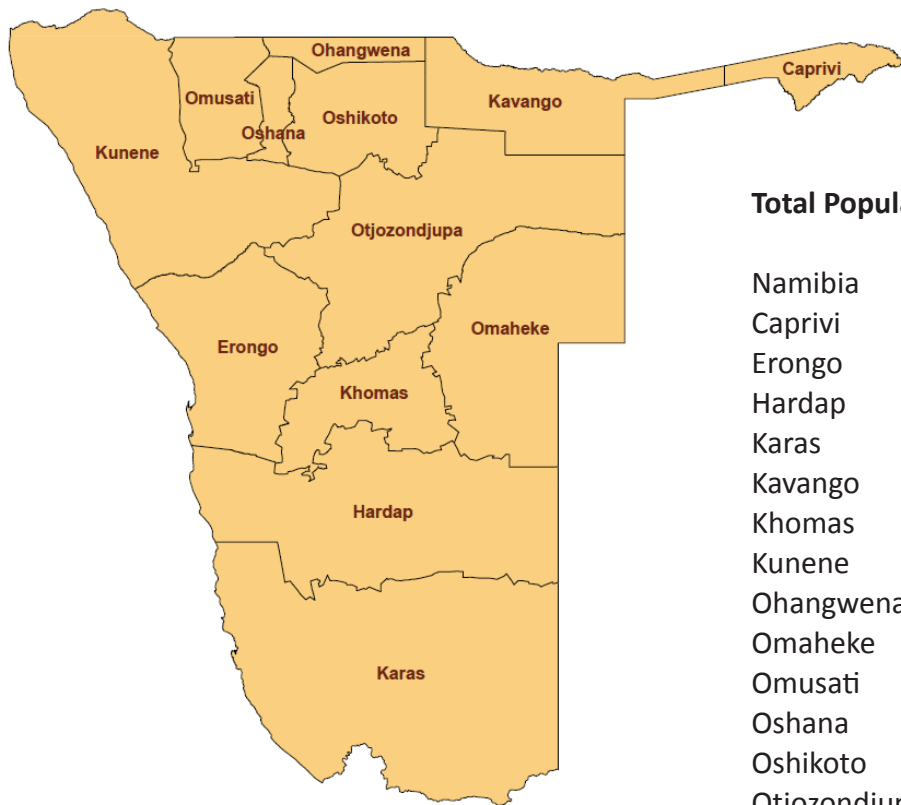 Ohangwena
Caprivi
Omusati
Kavango
Oshikoto
Oshana
Kunene
Otjozondjupa
Omaheke
Erongo
Khomas
Hardap
Karas
Total Popul
Namibia
Caprivi
Erongo
Hardap
Karas
Kavango
Khomas
Kunene
Ohangwena
Omaheke
Omusati
Oshana
Oshikoto